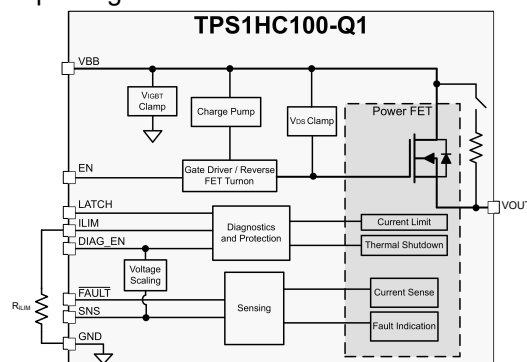 TPS1HC100-Q1
VBB
VIGBT
Clamp
Charge Pump
VDS Clamp
Power FET
EN
Gate Driver / Reverse
FET Turnon
VOUT
LATCH
ILIM
DIAG_EN
Diagnostics
and Protection
Current Limit
Thermal Shutdown
Voltage
Scaling
RILIM
FAULT
SNS
Sensing
Current Sense
Fault Indication
GND